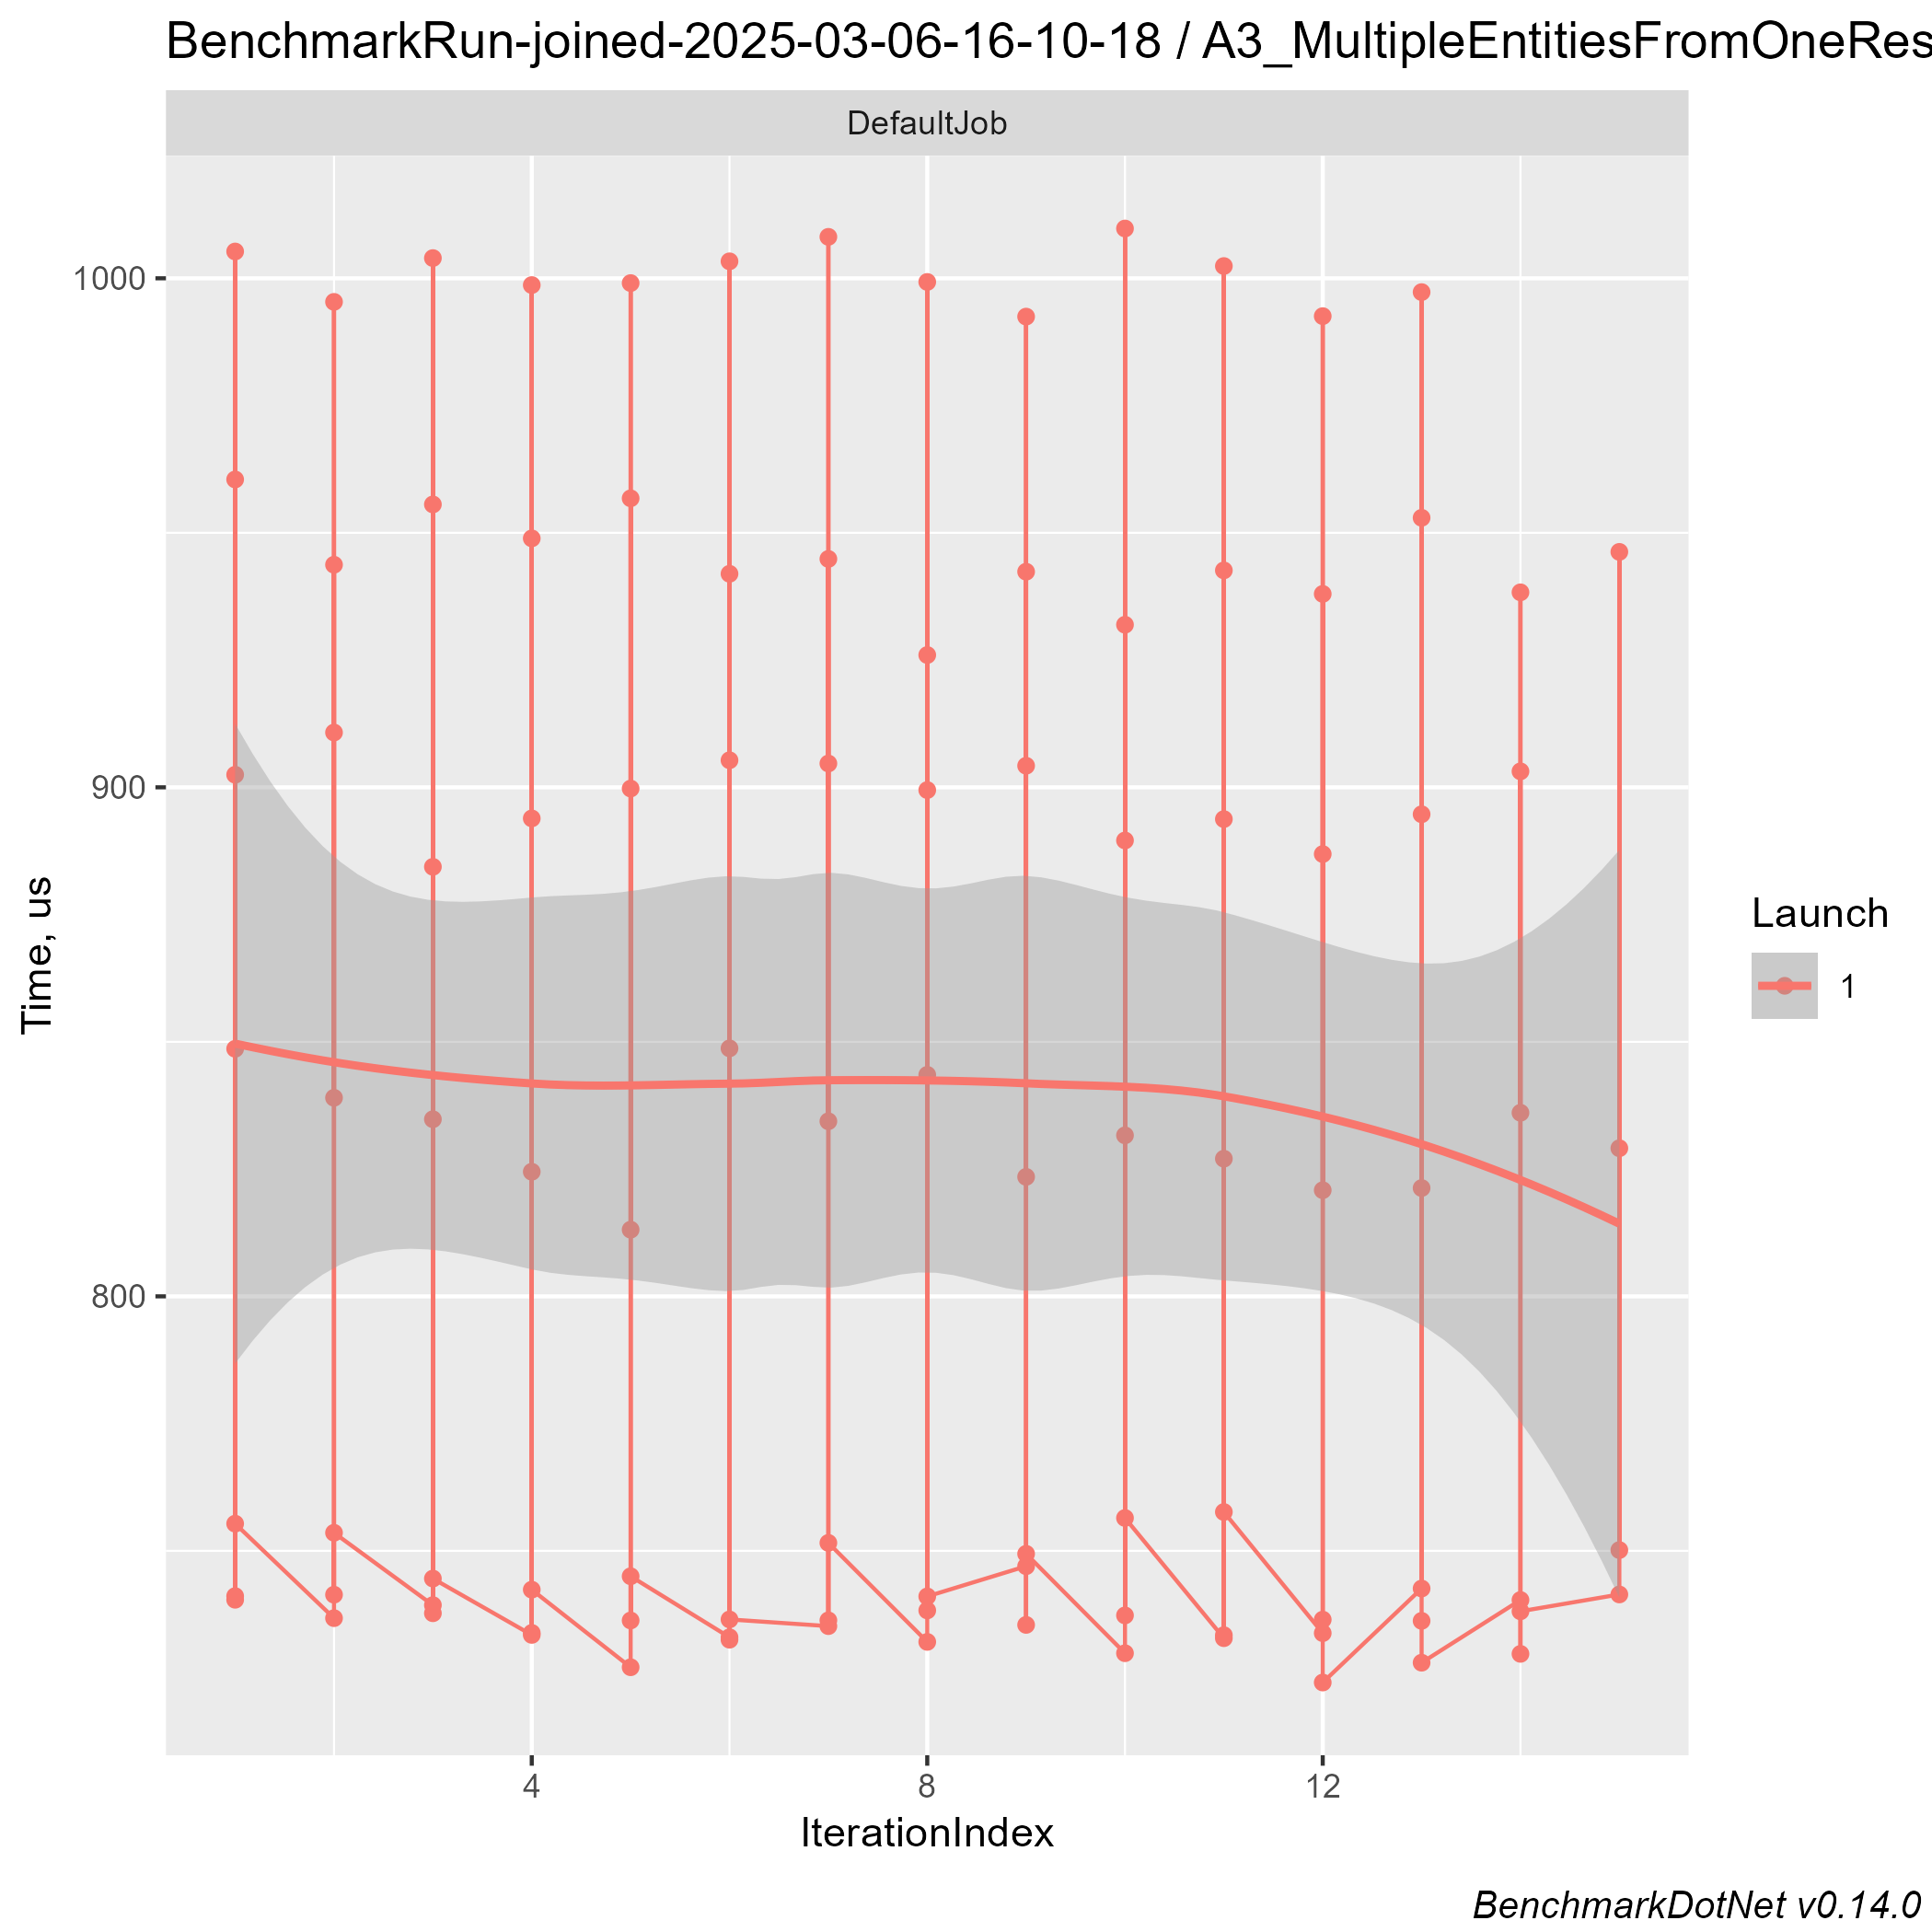 BenchmarkRun-joined-2025-03-06-16-10-18 / A3_MultipleEntitiesFromOneRes
DefaultJob
1000
900
800
Time, us
4
8
12
IterationIndex
Launch
1
BenchmarkDotNet v0.14.0